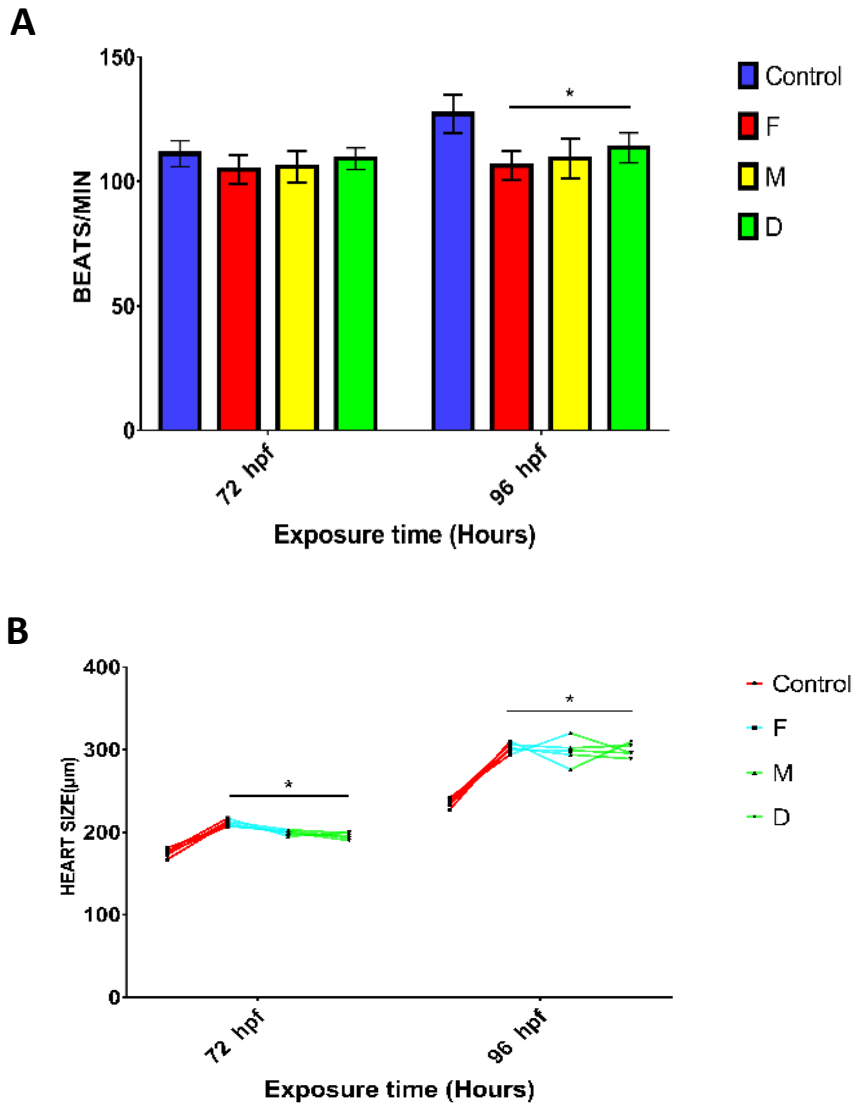 A
150
100
50
0
BEATS/MIN
*
72 hpf
96 hpf
Exposure time (Hours)
Control
F
M
D
B
400
300
200
100
0
HEART SIZE(µm)
*
*
72 hpf
96 hpf
Exposure time (Hours)
Control
F
M
D